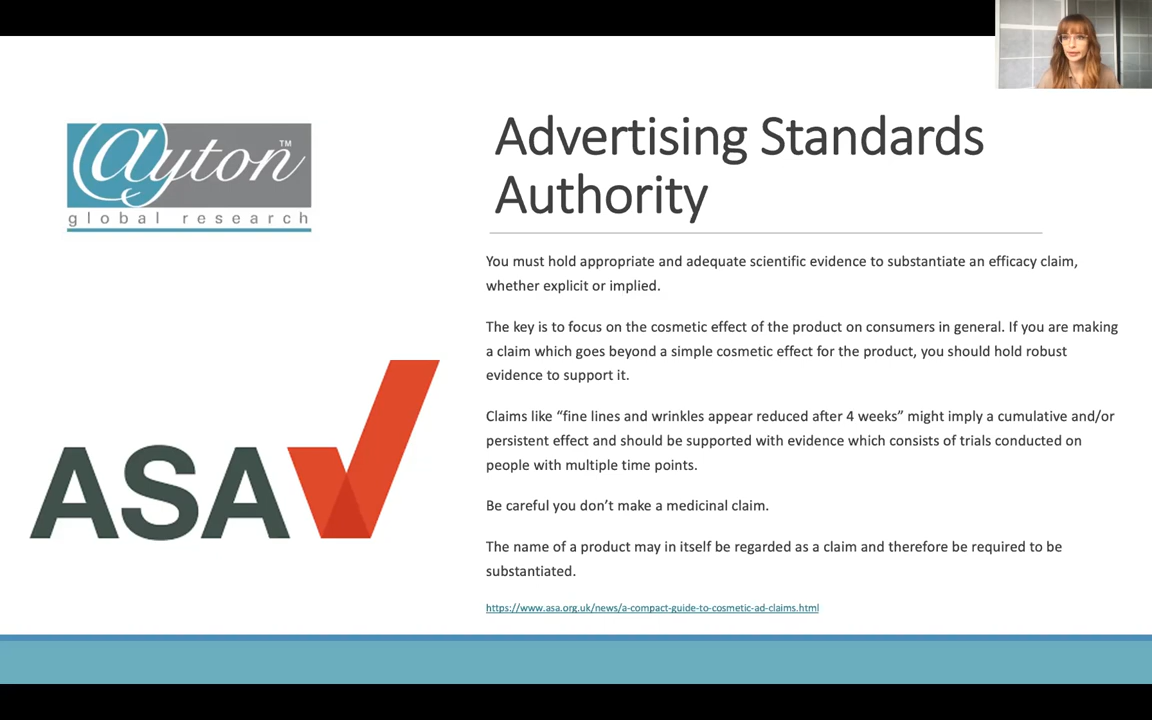 @yton™
global research
Advertising Standards
Authority
You must hold appropriate and adequate scientific evidence to substantiate an efficacy claim,
whether explicit or implied.
The key is to focus on the cosmetic effect of the product on consumers in general. If you are making
a claim which goes beyond a simple cosmetic effect for the product, you should hold robust
evidence to support it.
Claims like “fine lines and wrinkles appear reduced after 4 weeks” might imply a cumulative and/or
persistent effect and should be supported with evidence which consists of trials conducted on
people with multiple time points.
Be careful you don’t make a medicinal claim.
The name of a product may in itself be regarded as a claim and therefore be required to be
substantiated.
https://www.asa.org.uk/news/a-compact-guide-to-cosmetic-ad-claims.html
ASA